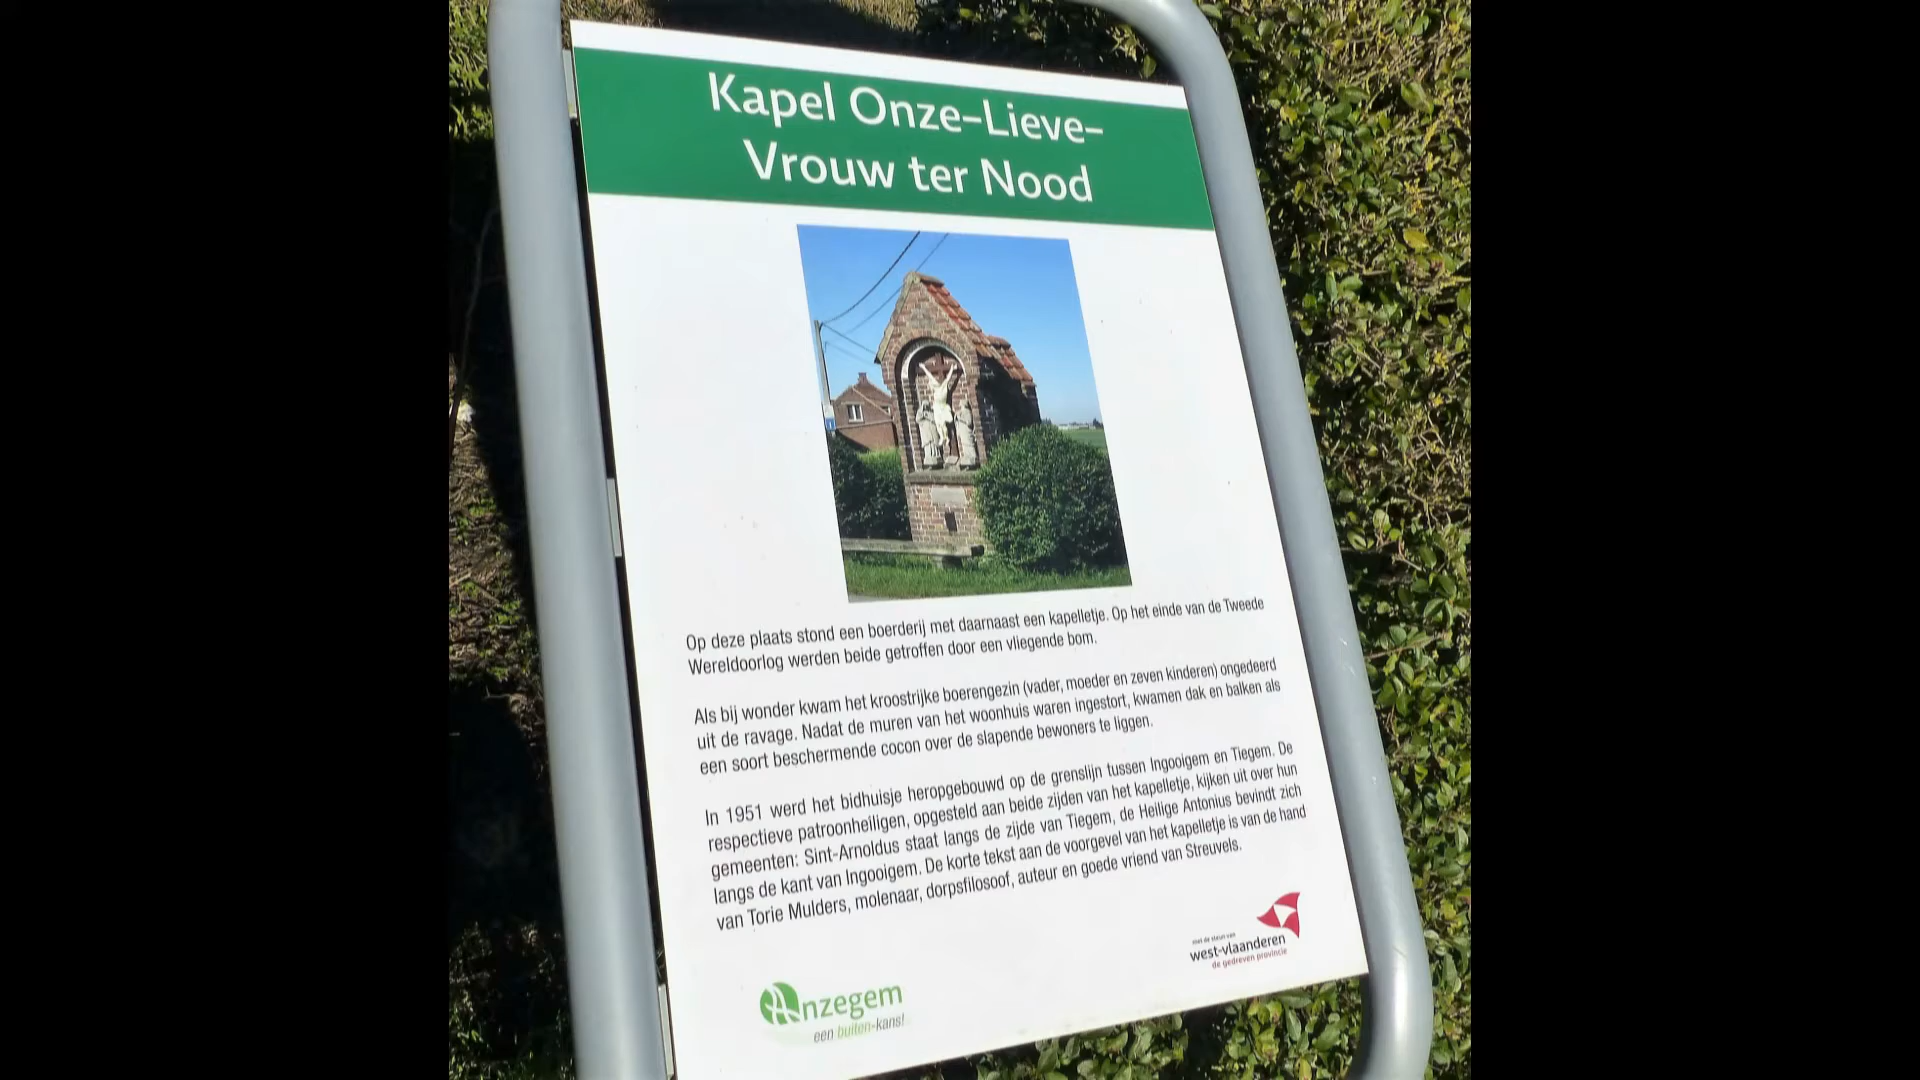 Kapel Onze-Lieve-
Vrouw ter Nood
Op deze plaats stond een boerderij met daarnaast een kapelletje. Op het einde van de Tweede
Wereldoorlog werden beide getroffen door een vliegende bom.
Als bij wonder kwam het kroostrijke boerengezin (vader, moeder en zeven kinderen) ongedeerd
uit de ravage. Nadat de muren van het woonhuis waren ingestort, kwamen dak en balken als
een soort beschermende cocon over de slapende bewoners te liggen.
In 1951 werd het bidhuisje heropgebouwd op de grenslijn tussen Ingooigem en Tiegem. De
respectieve patroonheiligen, opgesteld aan beide zijden van het kapelletje, kijken uit over hun
gemeenten: Sint-Arnoldus staat langs de zijde van Tiegem, de Heilige Antonius bevindt zich
langs de kant van Ingooigem. De korte tekst aan de voorgevel van het kapelletje is van de hand
van Torie Mulders, molenaar, dorpsfilosoof, auteur en goede vriend van Streuvels.
met de steun van
west-vlaanderen
de gedreven provincie
Anzegem
een buiten-kans!